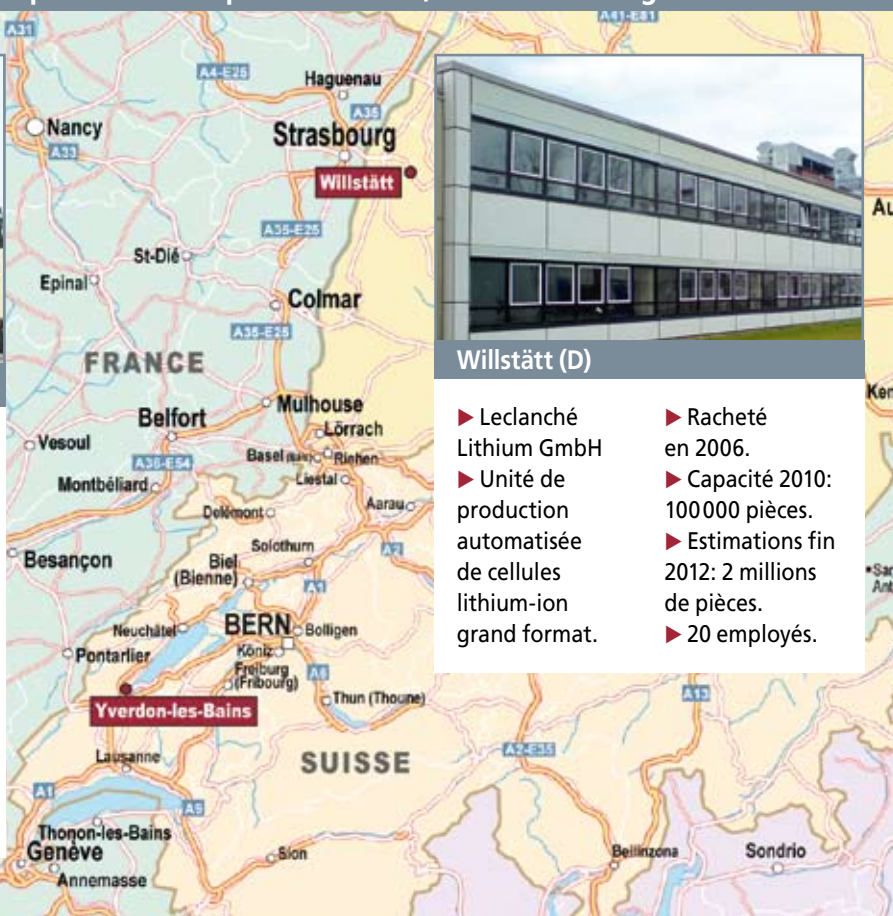 A31
A4-E25
A41-E81
Haguenau
A35
Nancy
A33
Strasbourg
Willstätt
A35-E25
St-Dié
Epinal
Colmar
A35-E25
FRANCE
Mulhouse
Belfort
Lörrach
Vesoul
Basel
Riehen
A36-E54
Liestal
Montbéliard
Aarau
Delémont
Solothurn
A2
Besançon
Biel
(Bienne)
A1
Neuchâtel
BERN
Bolligen
Köniz
Pontarlier
Freiburg
(Fribourg)
A6
Thun (Thoune)
Yverdon-les-Bains
A13
Lausanne
SUISSE
A2-E35
A1
A9
Thonon-les-Bains
Genève
Sion
Bellinzona
Sondrio
Annemasse
Willstätt (D)
▶ Leclanché
Lithium GmbH
▶ Unité de
production
automatisée
de cellules
lithium-ion
grand format.
▶ Racheté
en 2006.
▶ Capacité 2010:
100 000 pièces.
▶ Estimations fin
2012: 2 millions
de pièces.
▶ 20 employés.